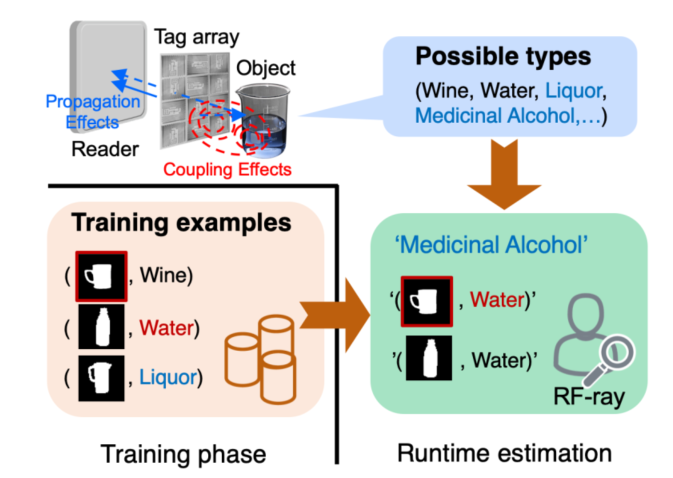 Tag array
Object
Propagation
Effects
Reader
Coupling Effects
Possible types
(Wine, Water, Liquor,
Medicinal Alcohol,…)
Training examples
( , Wine)
( , Water)
( , Liquor)
Training phase
‘Medicinal Alcohol’
‘( , Water)’
’( , Water)’
RF-ray
Runtime estimation